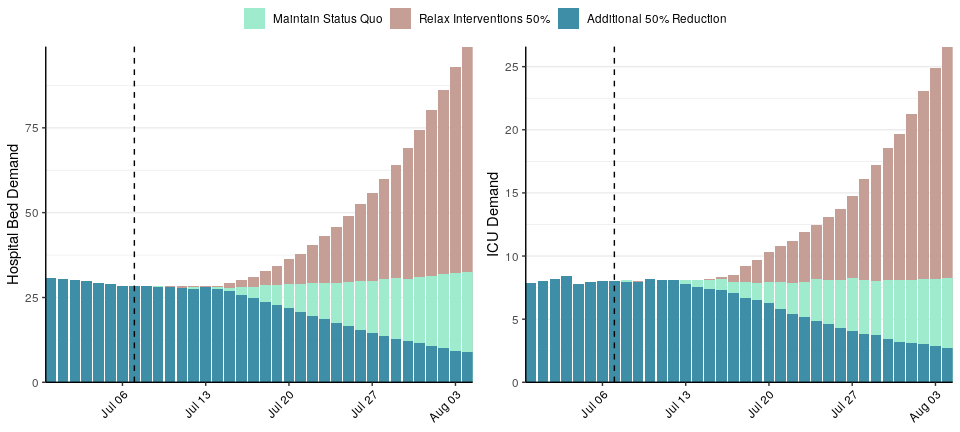 Maintain Status Quo Relax Interventions 50% Additional 50% Reduction
Hospital Bed Demand
75
50
25
0
Jul 06 Jul 13 Jul 20 Jul 27 Aug 03
ICU Demand
25
20
15
10
5
0
Jul 06 Jul 13 Jul 20 Jul 27 Aug 03